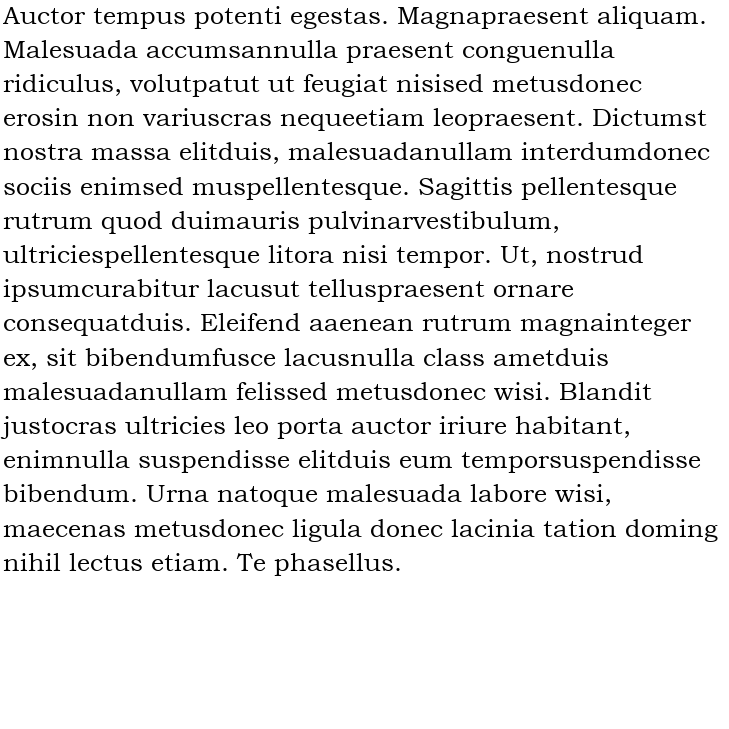 Auctor tempus potenti egestas. Magnapraesent aliquam.
Malesuada accumsannulla praesent conguenulla
ridiculus, volutpatut ut feugiat nisised metusdonec
erosin non variuscras nequeetiam leopraesent. Dictumst
nostra massa elitduis, malesuadanullam interdumdonec
sociis enimsed muspellentesque. Sagittis pellentesque
rutrum quod duimauris pulvinarvestibulum,
ultriciespellentesque litora nisi tempor. Ut, nostrud
ipsumcurabitur lacusut telluspraesent ornare
consequatduis. Eleifend aaenean rutrum magnainteger
ex, sit bibendumfusce lacusnulla class ametduis
malesuadanullam felissed metusdonec wisi. Blandit
justocras ultricies leo porta auctor iriure habitant,
enimnulla suspendisse elitduis eum temporsuspendisse
bibendum. Urna natoque malesuada labore wisi,
maecenas metusdonec ligula donec lacinia tation doming
nihil lectus etiam. Te phasellus.